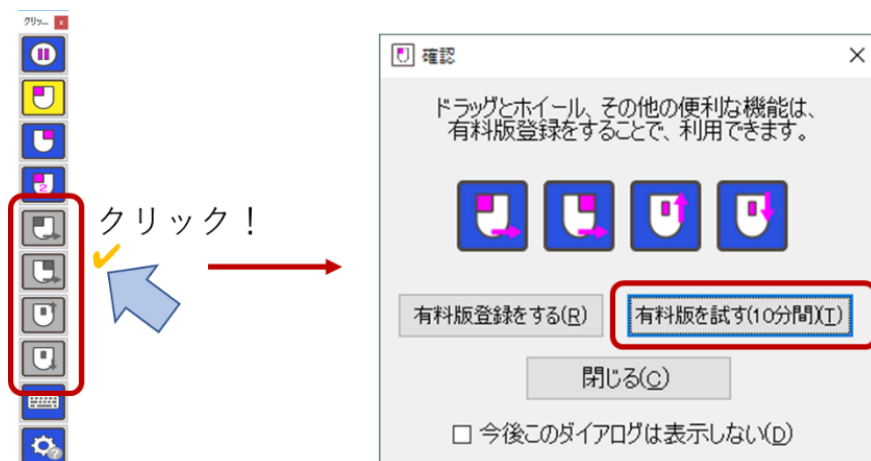 クリッ...
確認
ドラッグとホイール、その他の便利な機能は、
有料版登録をすることで、利用できます。
2
クリック！
有料版登録をする(R)
有料版を試す(10分間)(T)
閉じる(C)
今後このダイアログは表示しない(D)